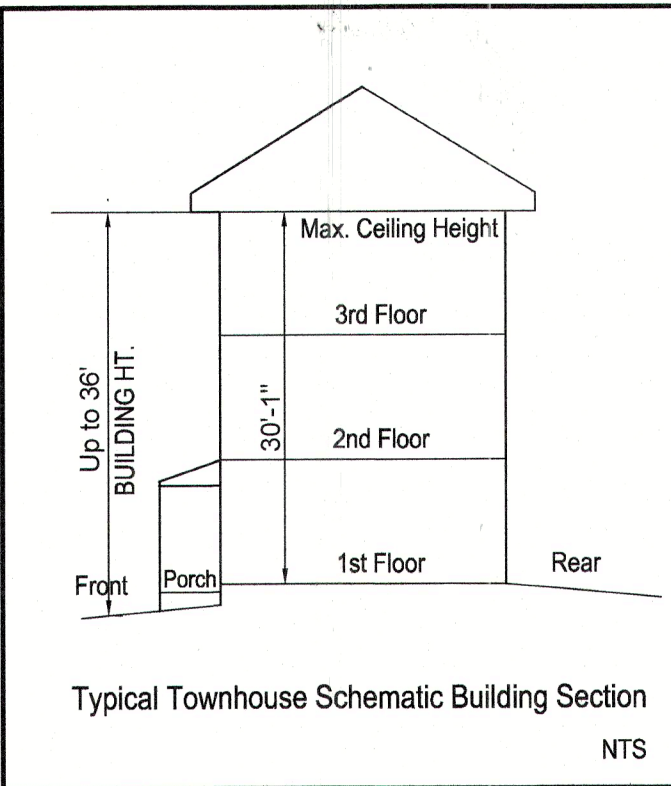 Max. Ceiling Height
3rd Floor
Up to 36'
BUILDING HT.
30'-1"
2nd Floor
1st Floor
Rear
Front
Porch
Typical Townhouse Schematic Building Section
NTS